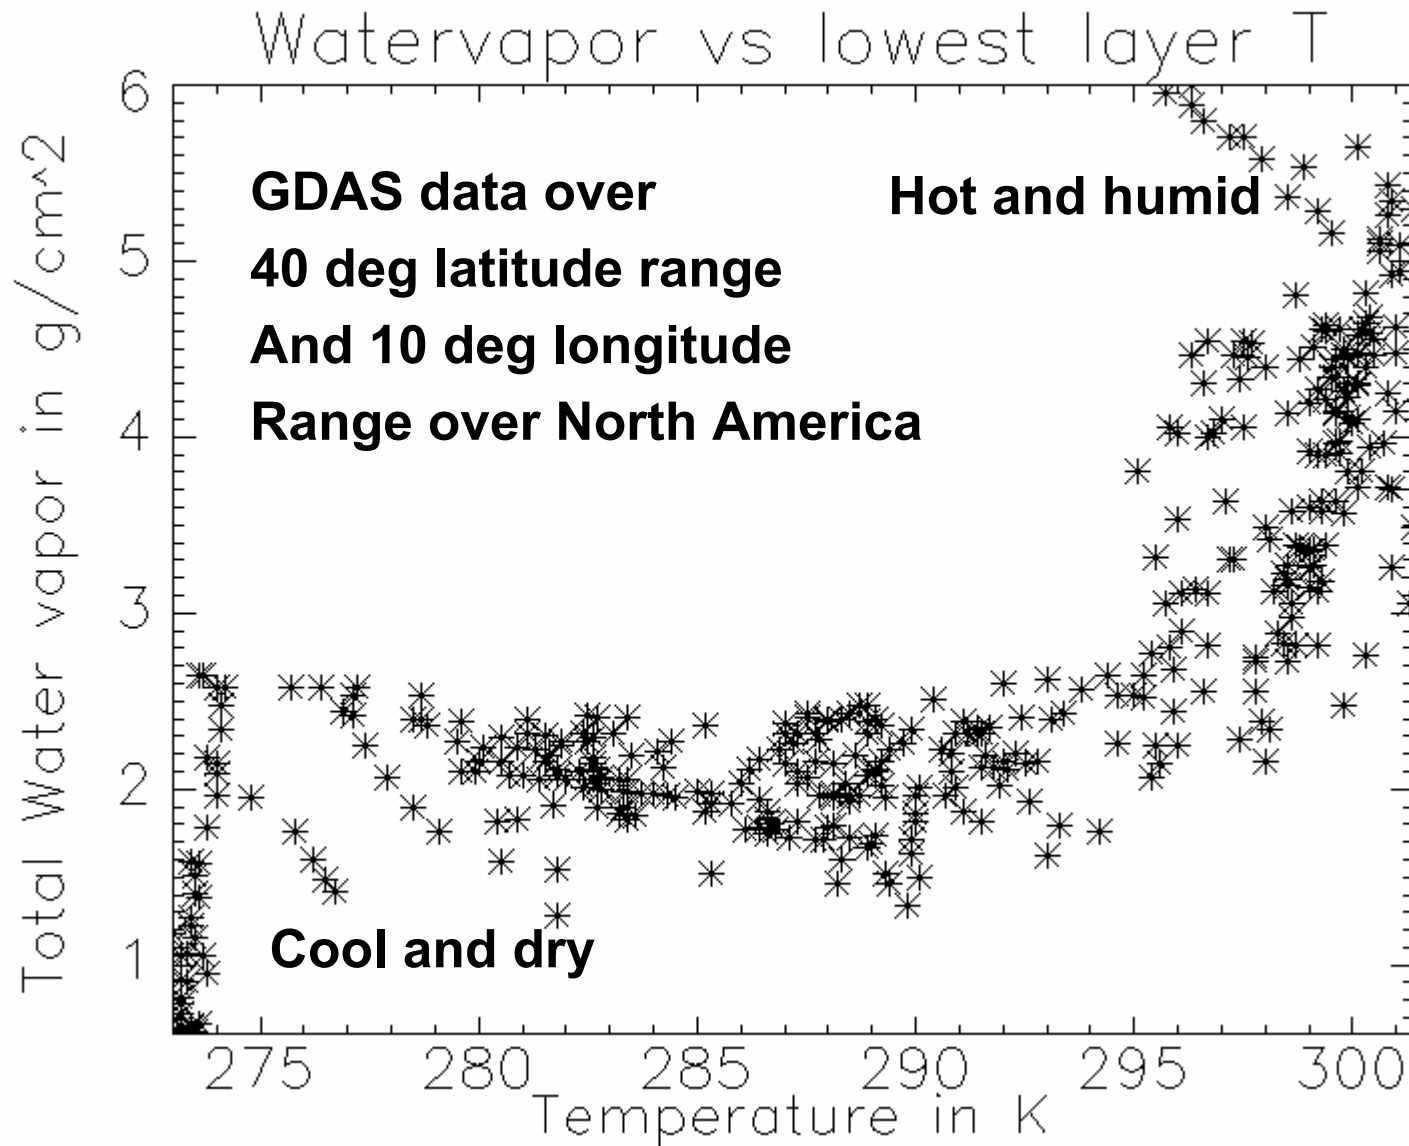 Watervapor vs lowest layer T
Total Water vapor in g/cm^2
6
5
4
3
2
1
GDAS data over
40 deg latitude range
And 10 deg longitude
Range over North America
Hot and humid
Cool and dry
275 280 285 290 295 300
Temperature in K